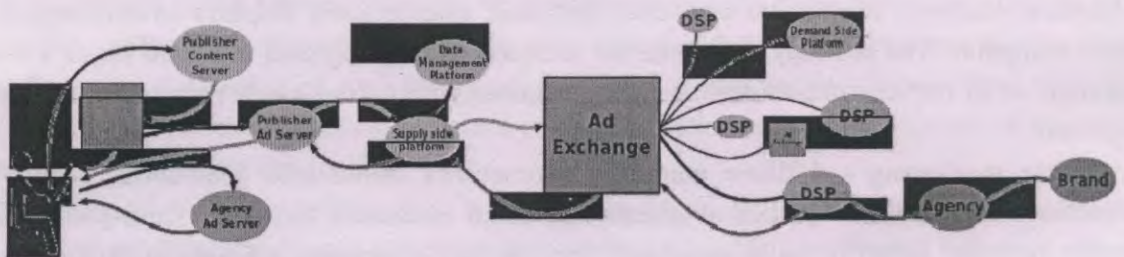 Publisher
Content
Server
Data
Management
Platform
DSP
Demand Side
Platform
Publisher
Ad Server
Supply side
platform
Ad
Exchange
DSP
DSP
Agency
Ad Server
DSP
Agency
Brand